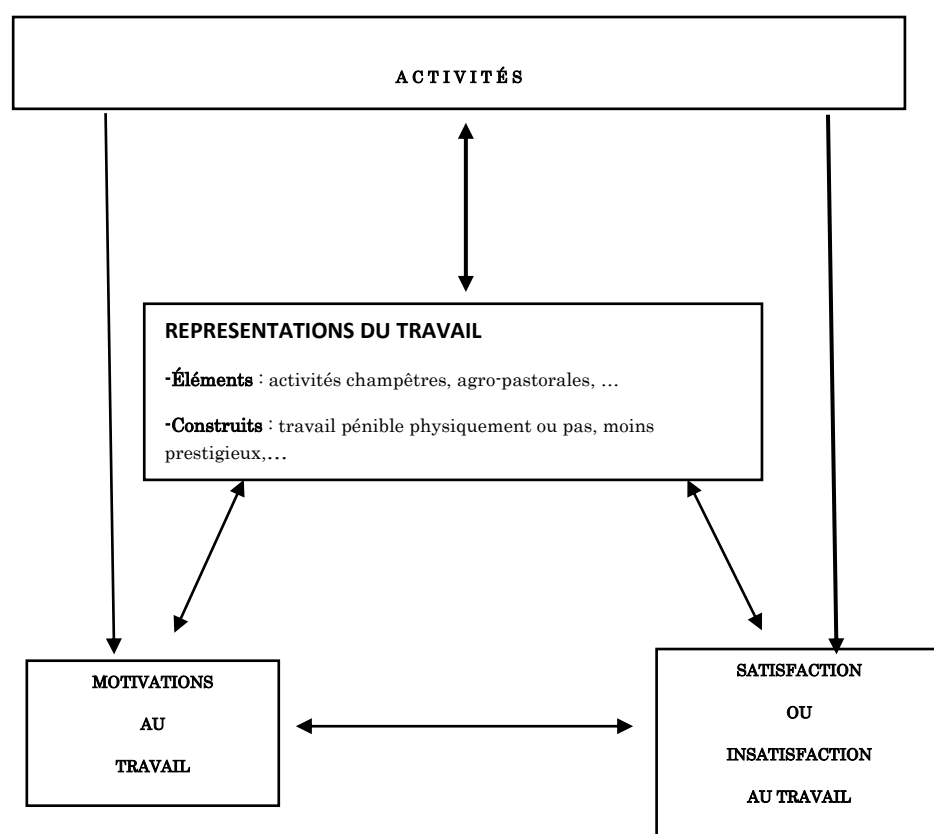 ACTIVITÉS
REPRESENTATIONS DU TRAVAIL
-Éléments : activités champêtres, agro-pastorales, …
-Construits : travail pénible physiquement ou pas, moins
prestigieux,…
MOTIVATIONS
AU
TRAVAIL
SATISFACTION
OU
INSATISFACTION
AU TRAVAIL